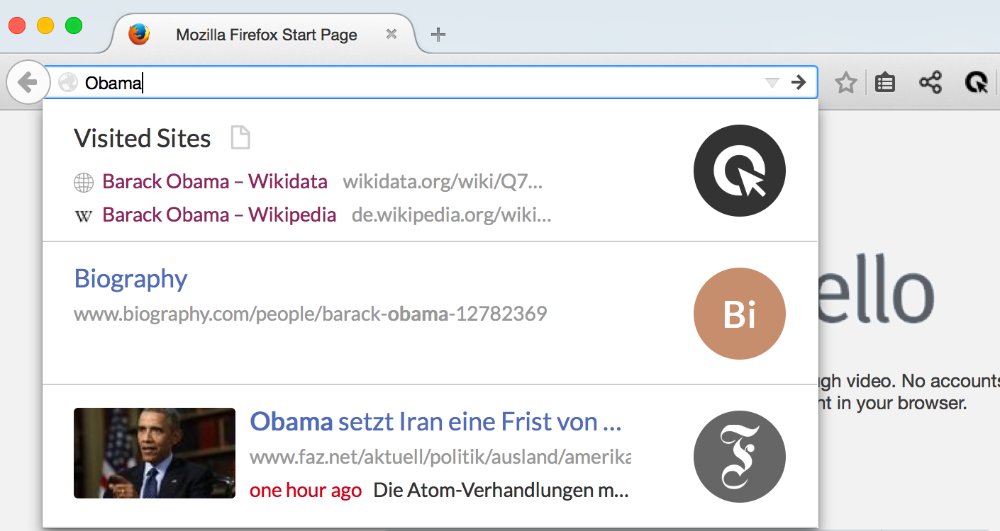 Mozilla Firefox Start Page
Obama
Visited Sites
Barack Obama – Wikidata wikidata.org/wiki/Q7...
W Barack Obama – Wikipedia de.wikipedia.org/wiki...
Biography
www.biography.com/people/barack-obama-12782369
Bi
ello
Obama setzt Iran eine Frist von ...
www.faz.net/aktuell/politik/ausland/amerika
one hour ago Die Atom-Verhandlungen m...
gh video. No accounts
nt in your browser.